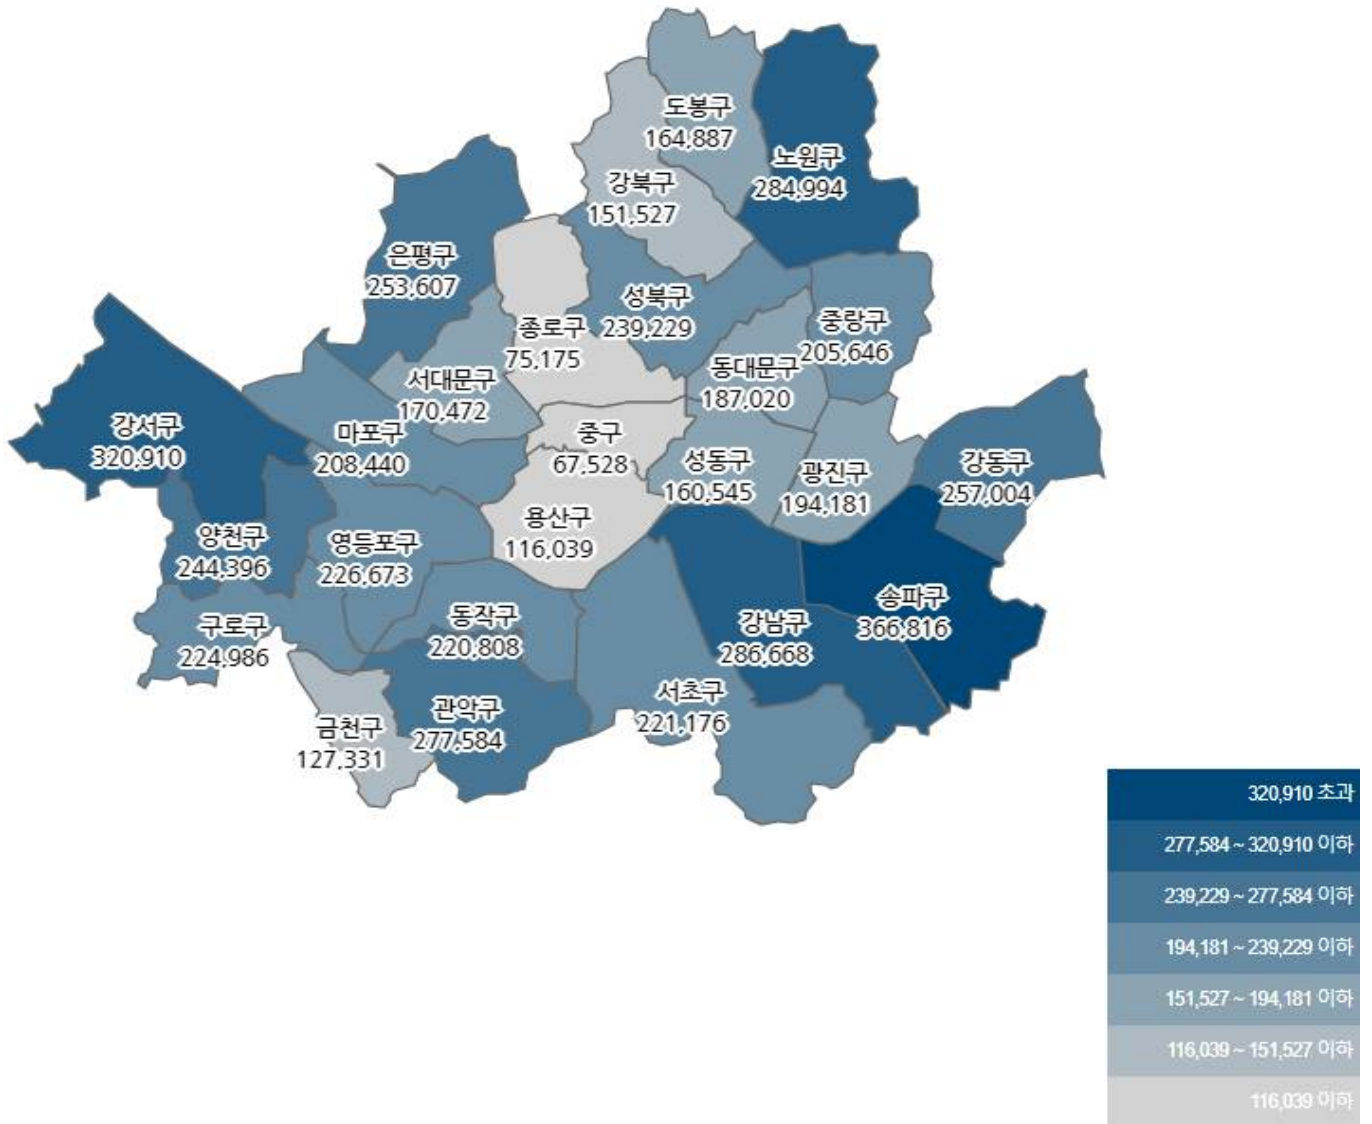 도봉구
164,887
노원구
284,994
강북구
151,527
은평구
253,607
성북구
239,229
종로구
75,175
중랑구
205,646
서대문구
170,472
동대문구
187,020
강서구
320,910
마포구
208,440
중구
67,528
성동구
160,545
광진구
194,181
강동구
257,004
용산구
116,039
양천구
244,396
영등포구
226,673
구로구
224,986
동작구
220,808
강남구
286,668
송파구
366,816
서초구
221,176
관악구
277,584
금천구
127,331
320,910 초과
277,584 ~ 320,910 이하
239,229 ~ 277,584 이하
194,181 ~ 239,229 이하
151,527 ~ 194,181 이하
116,039 ~ 151,527 이하
116,039 이하